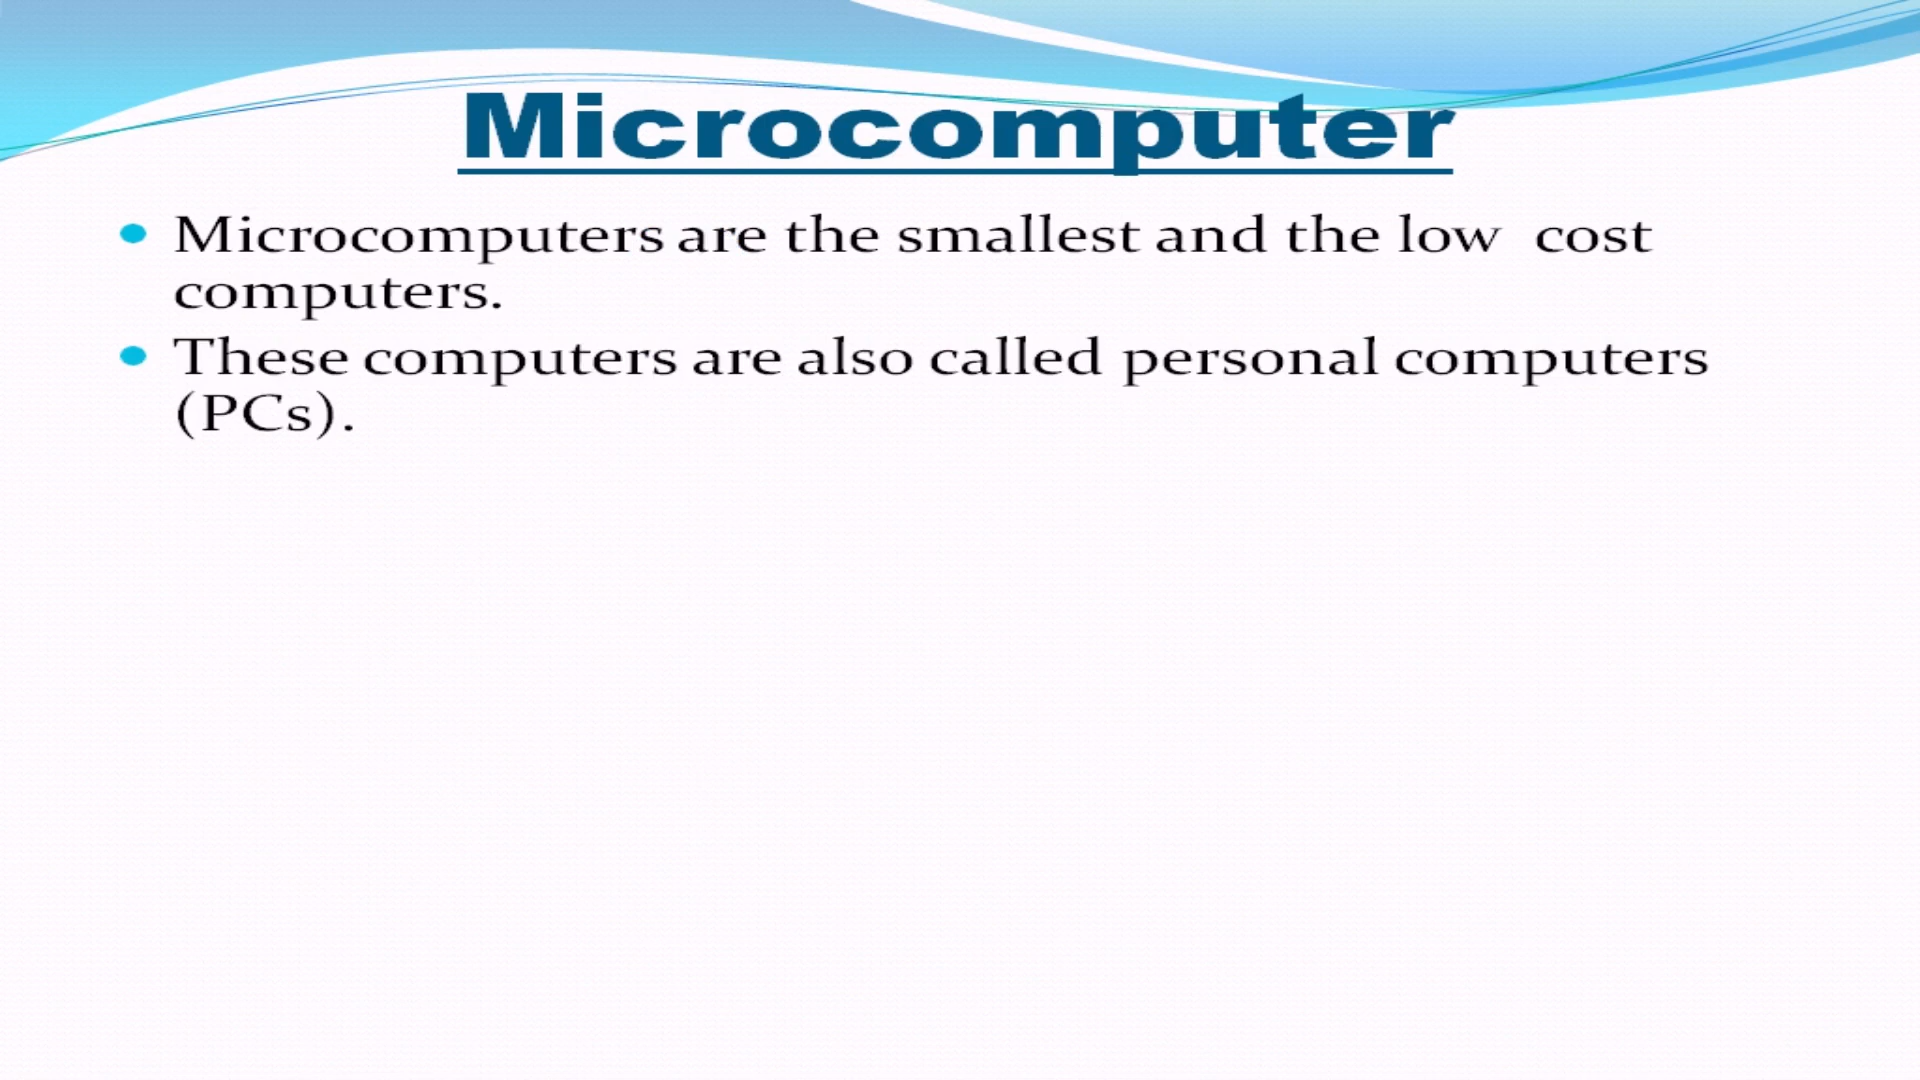 Microcomputer
• Microcomputers are the smallest and the low  cost
computers.
• These computers are also called personal computers
(PCs).